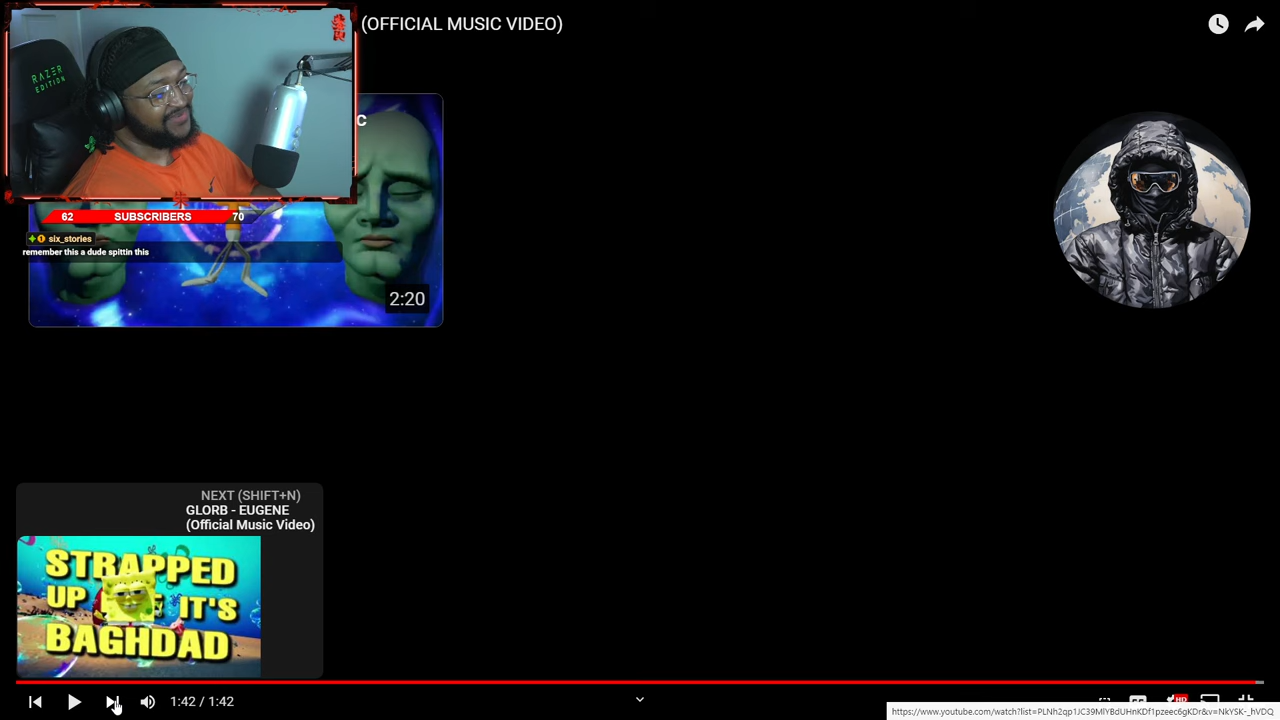 (OFFICIAL MUSIC VIDEO)
RAZER
EDITION
C
62 SUBSCRIBERS 70
six_stories
remember this a dude spittin this
2:20
NEXT (SHIFT+N)
GLORB - EUGENE
(Official Music Video)
STRAPPED
UP IT'S
BAGHDAD
1:42 / 1:42
HD